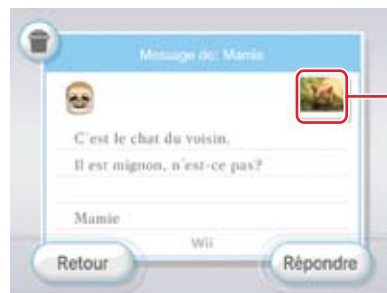 Message de: Mamie
C'est le chat du voisin.
Il est mignon, n'est-ce pas?
Mamie
Wii
Retour
Répondre